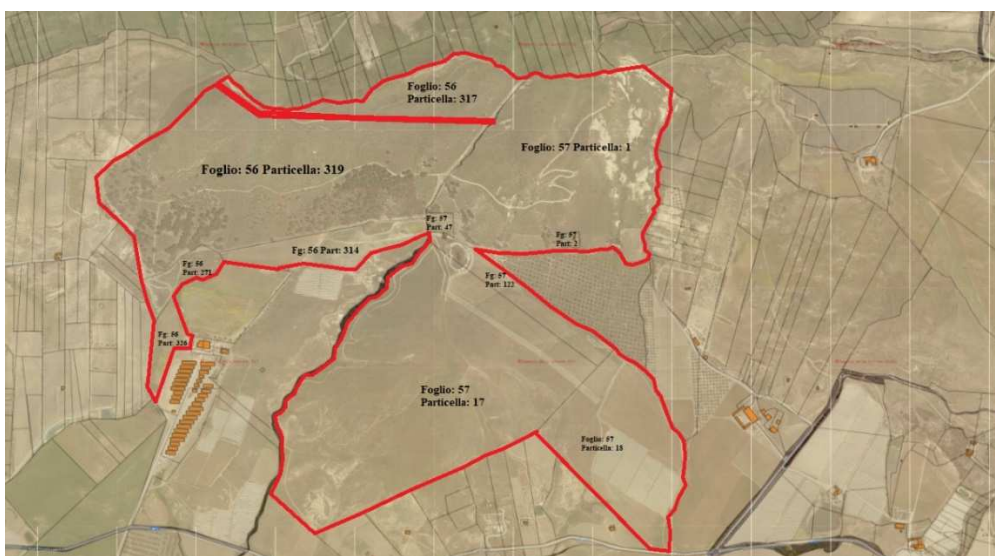 Foglio: 56
Particella: 317
Foglio: 57 Particella: 1
Foglio: 56 Particella: 319
Fg: 57
Part: 47
Fg: 57
Part: 2
Fg: 56 Part: 314
Fg: 56
Part: 271
Fg: 57
Part: 122
Fg: 56
Part: 326
Foglio: 57
Particella: 17
Foglio: 57
Particella: 18